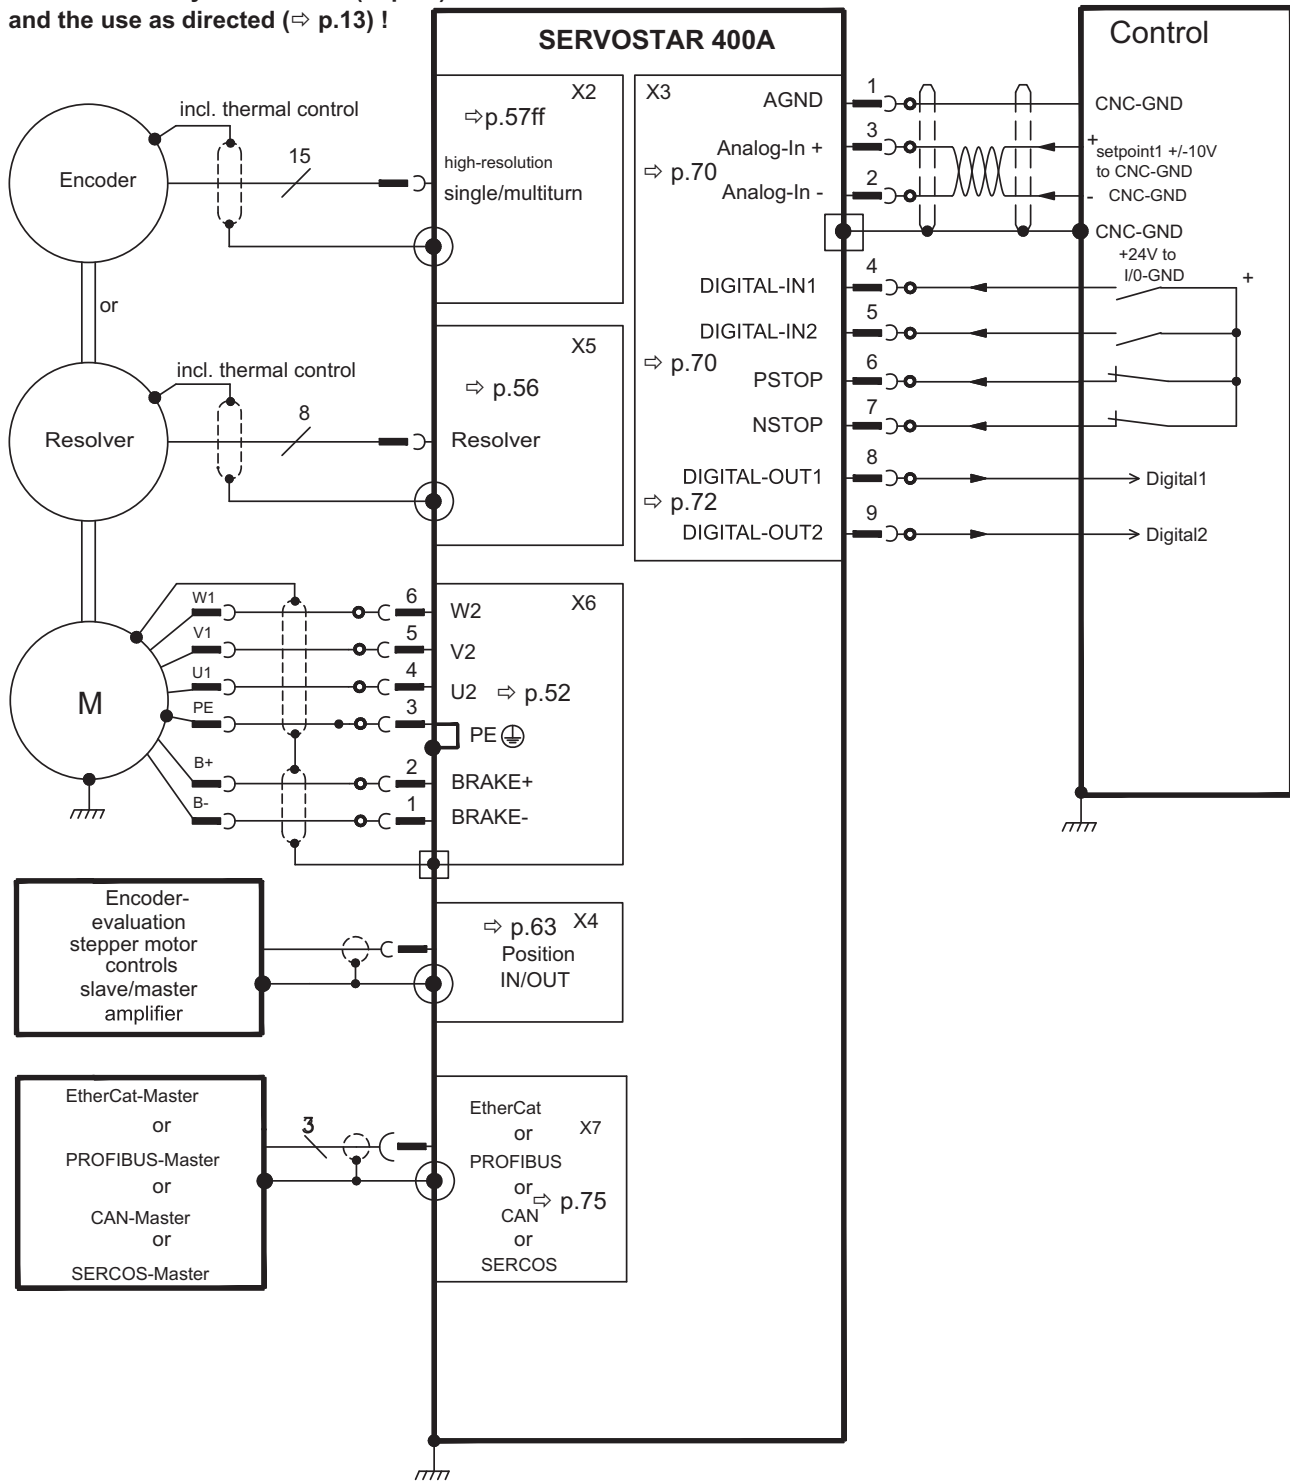 and the use as directed (⇨ p.13) !
SERVOSTAR 400A
Control
Encoder
incl. thermal control
15
X2
⇨p.57ff
high-resolution
single/multiturn
or
Resolver
incl. thermal control
8
X5
⇨ p.56
Resolver
M
W1
V1
U1
PE
B+
B-
6
5
4
3
2
1
X6
W2
V2
U2 ⇨ p.52
PE
BRAKE+
BRAKE-
Encoder-
evaluation
stepper motor
controls
slave/master
amplifier
⇨ p.63 X4
Position
IN/OUT
EtherCat-Master
or
PROFIBUS-Master
or
CAN-Master
or
SERCOS-Master
3
EtherCat
or
X7
PROFIBUS
or
⇨ p.75
CAN
or
SERCOS
X3
AGND
1
CNC-GND
⇨ p.70
Analog-In +
3
+
setpoint1 +/-10V
to CNC-GND
Analog-In -
2
- CNC-GND
CNC-GND
+24V to
I/0-GND
+
DIGITAL-IN1
4
DIGITAL-IN2
5
⇨ p.70
PSTOP
6
NSTOP
7
DIGITAL-OUT1
8
Digital1
⇨ p.72
DIGITAL-OUT2
9
Digital2